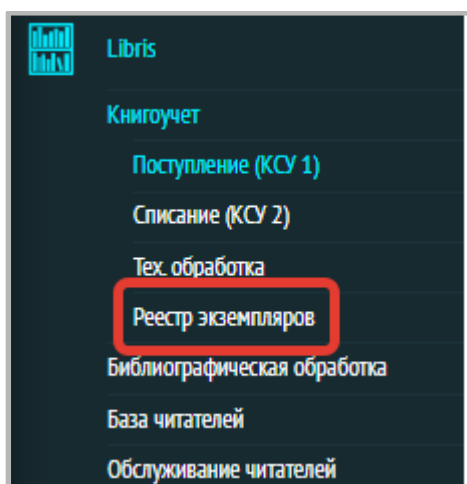 Libris
Книгоучет
Поступление (КСУ 1)
Списание (КСУ 2)
Тех. обработка
Реестр экземпляров
Библиографическая обработка
База читателей
Обслуживание читателей